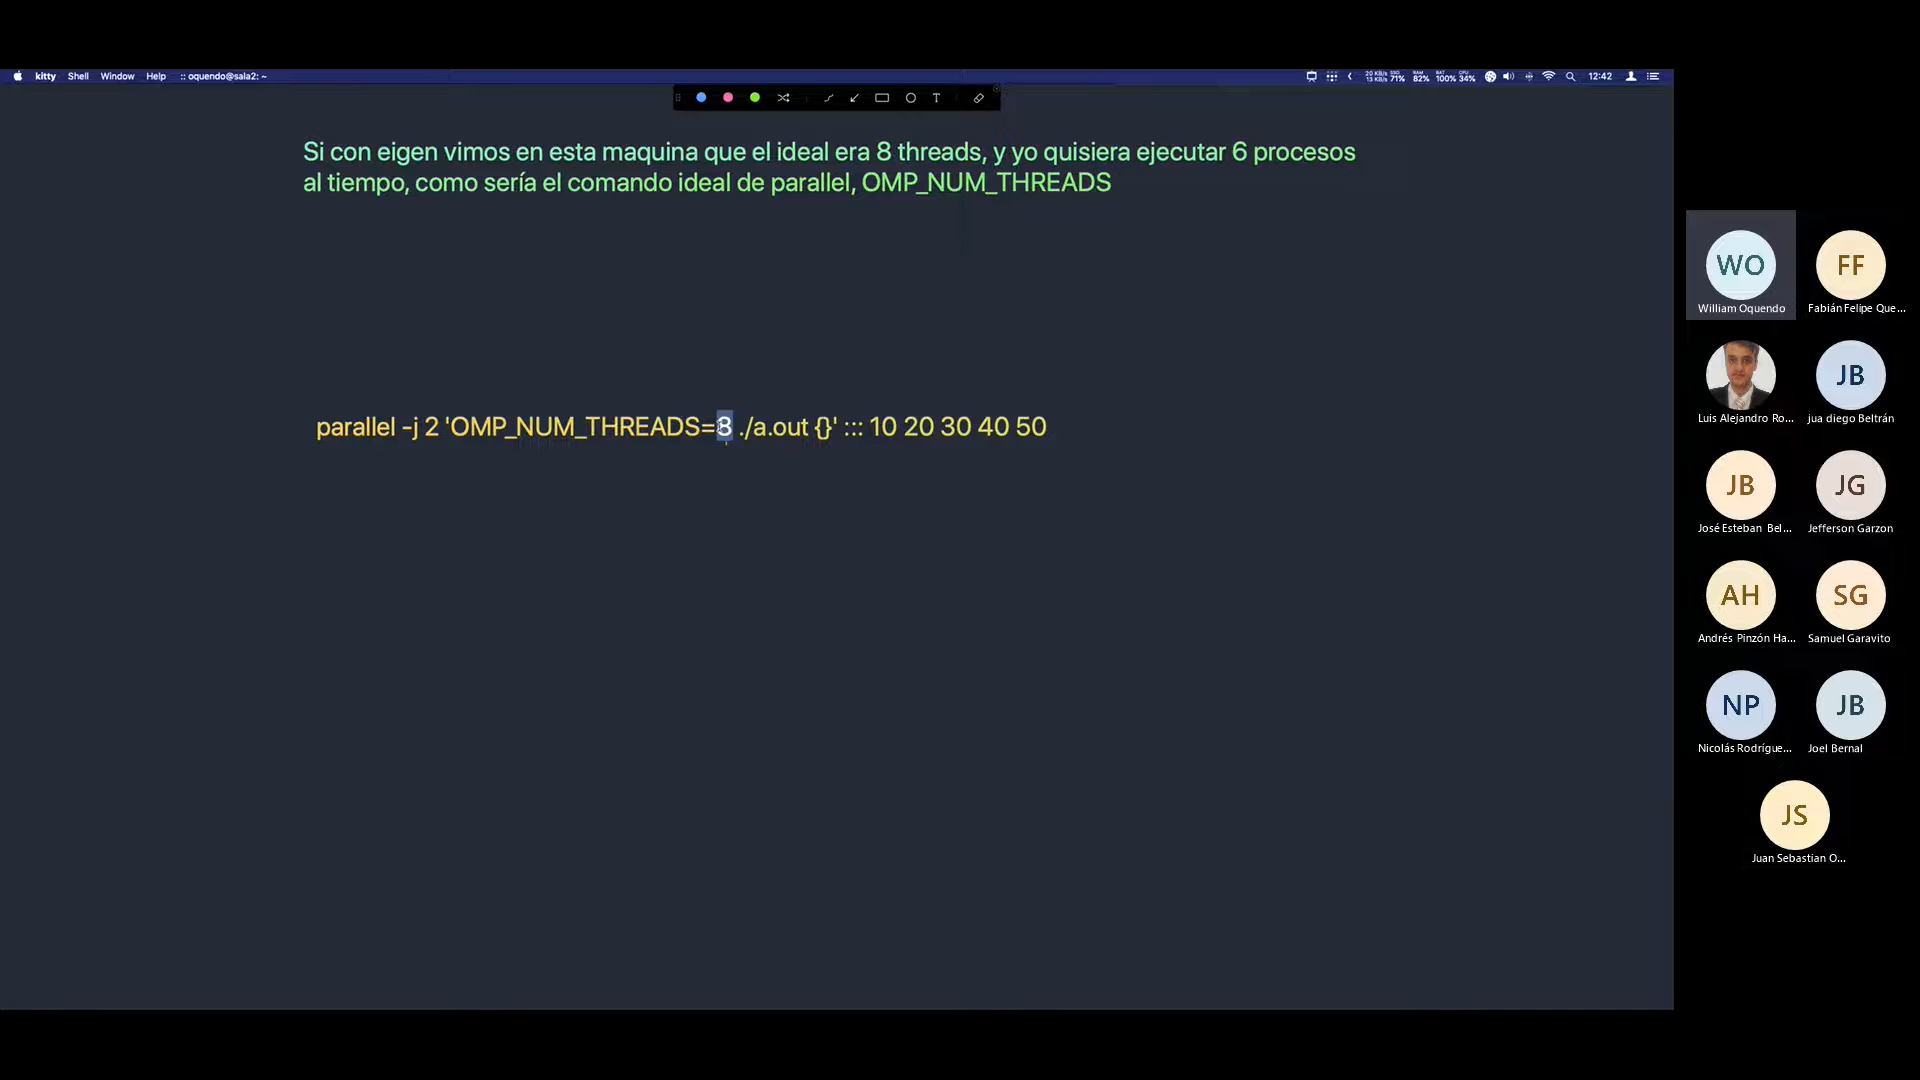 kitty Shell Window Help :: oquendo@sala2: ~
71% 82% 100% 34% 12:42
T
Si con eigen vimos en esta maquina que el ideal era 8 threads, y yo quisiera ejecutar 6 procesos
al tiempo, como sería el comando ideal de parallel, OMP_NUM_THREADS
parallel -j 2 'OMP_NUM_THREADS=8 ./a.out {}' ::: 10 20 30 40 50
WO FF
William Oquendo Fabián Felipe Que...
JB
Luis Alejandro Ro... jua diego Beltrán
JB JG
José Esteban Bel... Jefferson Garzon
AH SG
Andrés Pinzón Ha... Samuel Garavito
NP JB
Nicolás Rodrígue... Joel Bernal
JS
Juan Sebastian O...